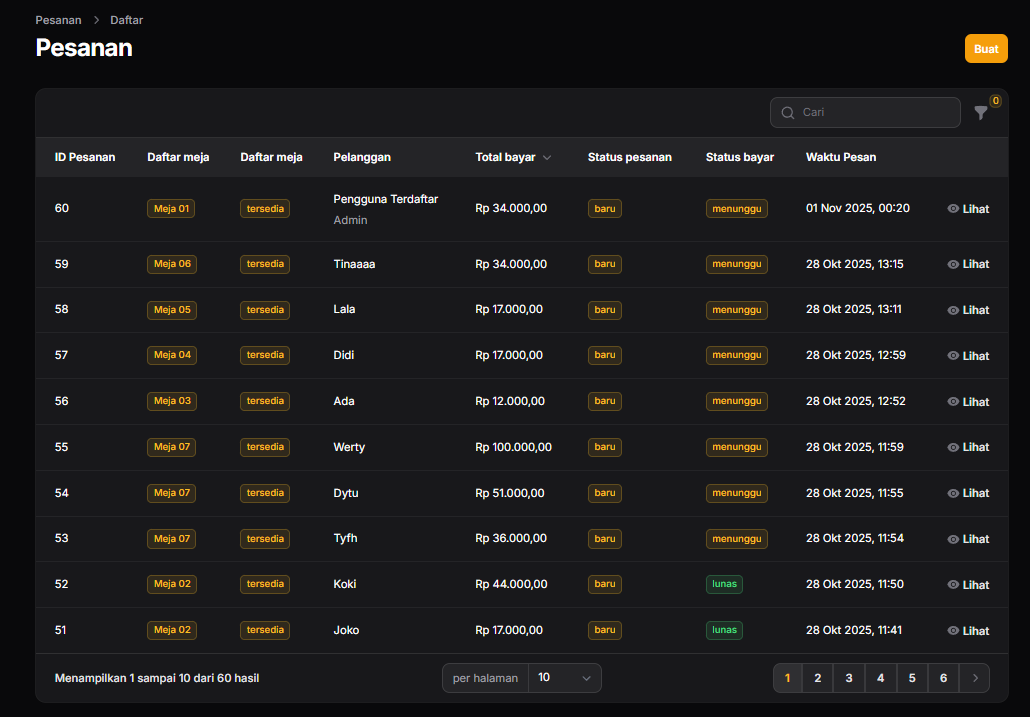 Pesanan > Daftar
Pesanan
Buat
Cari
0
ID Pesanan Daftar meja Daftar meja Pelanggan Total bayar Status pesanan Status bayar Waktu Pesan
60 Meja 01 tersedia Pengguna Terdaftar Rp 34.000,00 baru menunggu 01 Nov 2025, 00:20 Lihat
Admin
59 Meja 06 tersedia Tinaaaa Rp 34.000,00 baru menunggu 28 Okt 2025, 13:15 Lihat
58 Meja 05 tersedia Lala Rp 17.000,00 baru menunggu 28 Okt 2025, 13:11 Lihat
57 Meja 04 tersedia Didi Rp 17.000,00 baru menunggu 28 Okt 2025, 12:59 Lihat
56 Meja 03 tersedia Ada Rp 12.000,00 baru menunggu 28 Okt 2025, 12:52 Lihat
55 Meja 07 tersedia Werty Rp 100.000,00 baru menunggu 28 Okt 2025, 11:59 Lihat
54 Meja 07 tersedia Dytu Rp 51.000,00 baru menunggu 28 Okt 2025, 11:55 Lihat
53 Meja 07 tersedia Tyfh Rp 36.000,00 baru menunggu 28 Okt 2025, 11:54 Lihat
52 Meja 02 tersedia Koki Rp 44.000,00 baru lunas 28 Okt 2025, 11:50 Lihat
51 Meja 02 tersedia Joko Rp 17.000,00 baru lunas 28 Okt 2025, 11:41 Lihat
Menampilkan 1 sampai 10 dari 60 hasil per halaman 10 1 2 3 4 5 6 >